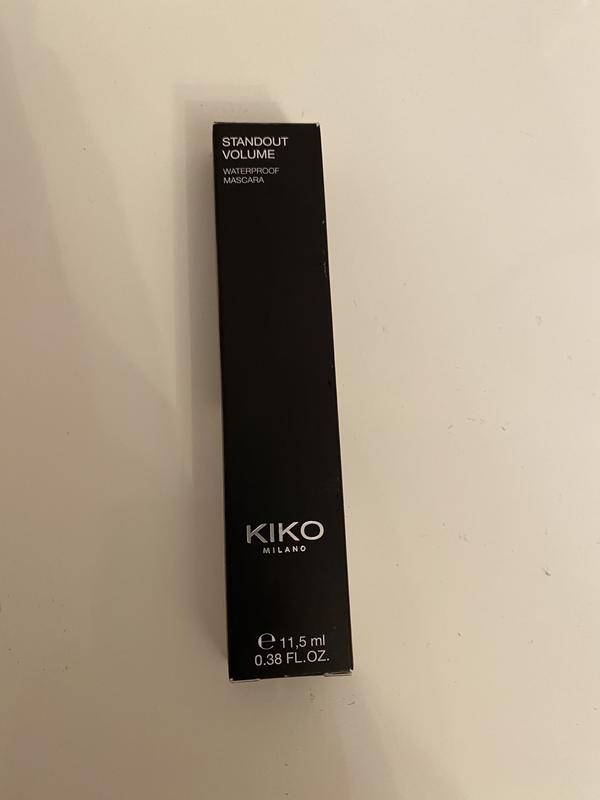 STANDOUT
VOLUME
WATERPROOF
MASCARA
KIKO
MILANO
℮ 11,5 ml
0.38 FL.OZ.